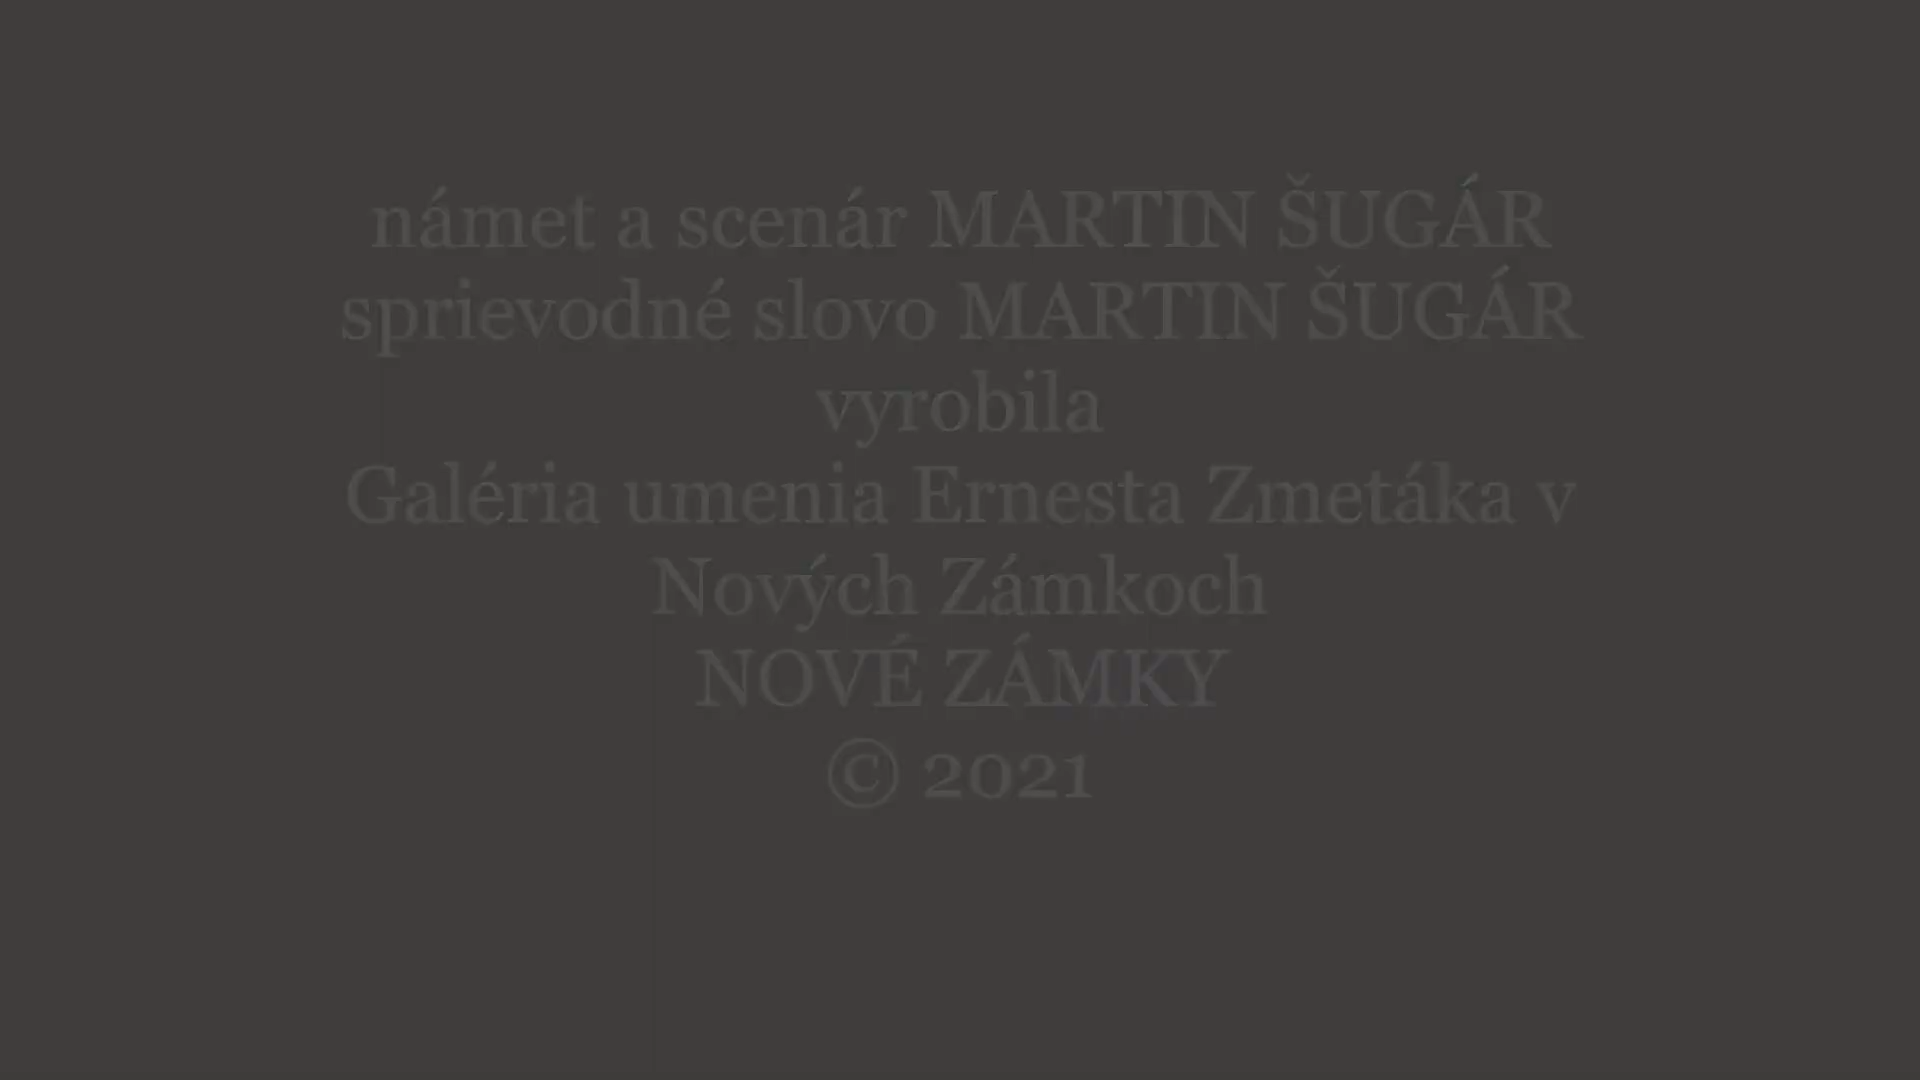 námet a scenár MARTIN ŠUGÁR
sprievodné slovo MARTIN ŠUGÁR
vyrobila
Galéria umenia Ernesta Zmetáka v
Nových Zámkoch
NOVÉ ZÁMKY
© 2021